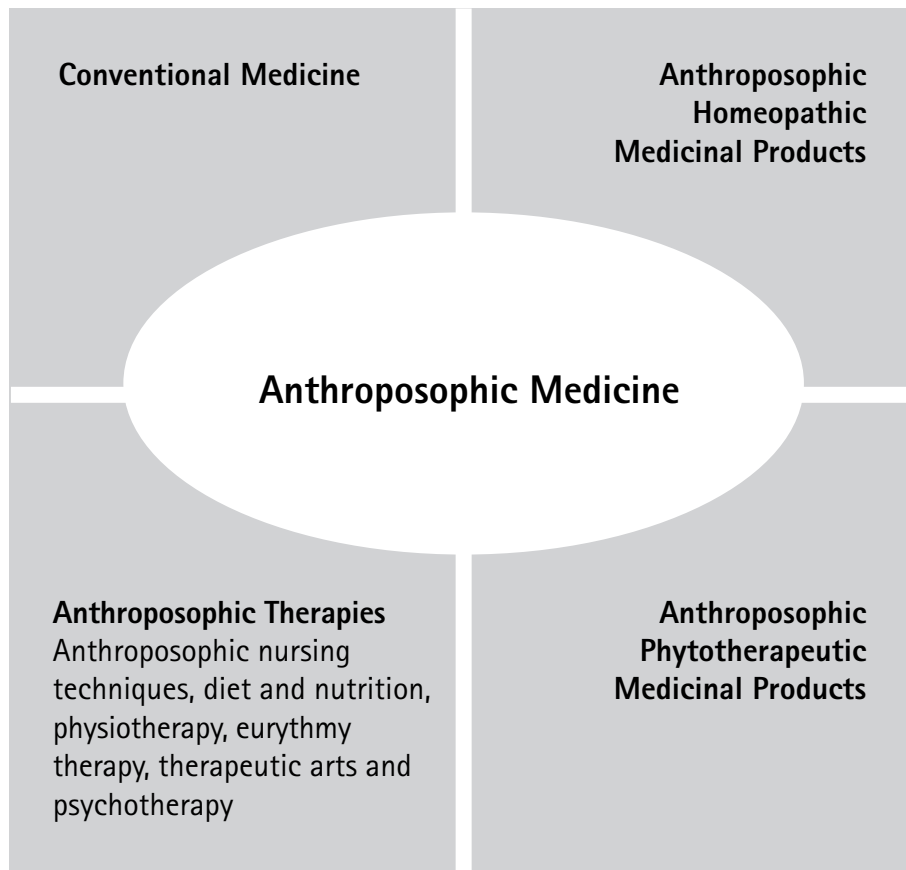 Conventional Medicine
Anthroposophic
Homeopathic
Medicinal Products
Anthroposophic Medicine
Anthroposophic Therapies
Anthroposophic nursing
techniques, diet and nutrition,
physiotherapy, eurythmy
therapy, therapeutic arts and
psychotherapy
Anthroposophic
Phytotherapeutic
Medicinal Products